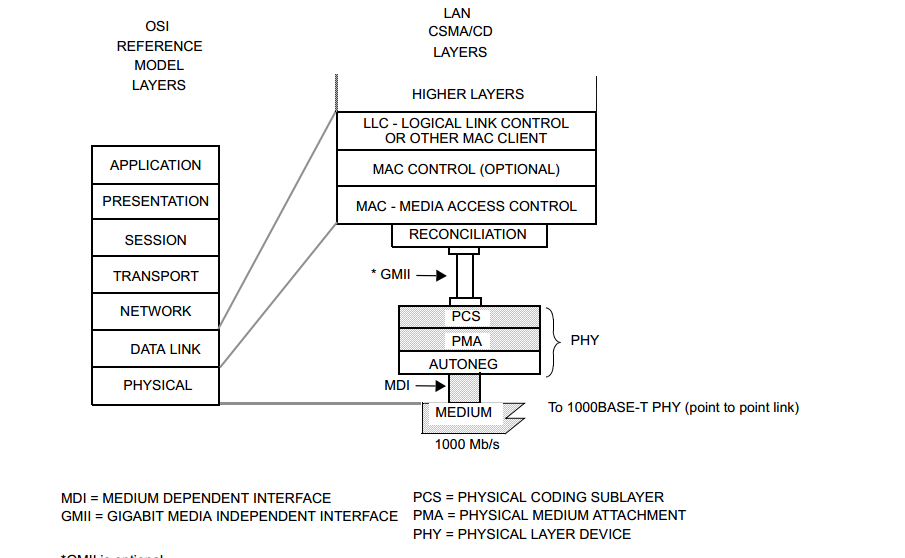 OSI
REFERENCE
MODEL
LAYERS
LAN
CSMA/CD
LAYERS
HIGHER LAYERS
LLC - LOGICAL LINK CONTROL
OR OTHER MAC CLIENT
MAC CONTROL (OPTIONAL)
MAC - MEDIA ACCESS CONTROL
RECONCILIATION
APPLICATION
PRESENTATION
SESSION
TRANSPORT
NETWORK
DATA LINK
PHYSICAL
* GMII
PCS
PMA
AUTONEG
PHY
MDI
MEDIUM
To 1000BASE-T PHY (point to point link)
1000 Mb/s
MDI = MEDIUM DEPENDENT INTERFACE
GMII = GIGABIT MEDIA INDEPENDENT INTERFACE
PCS = PHYSICAL CODING SUBLAYER
PMA = PHYSICAL MEDIUM ATTACHMENT
PHY = PHYSICAL LAYER DEVICE
*GMII is optional